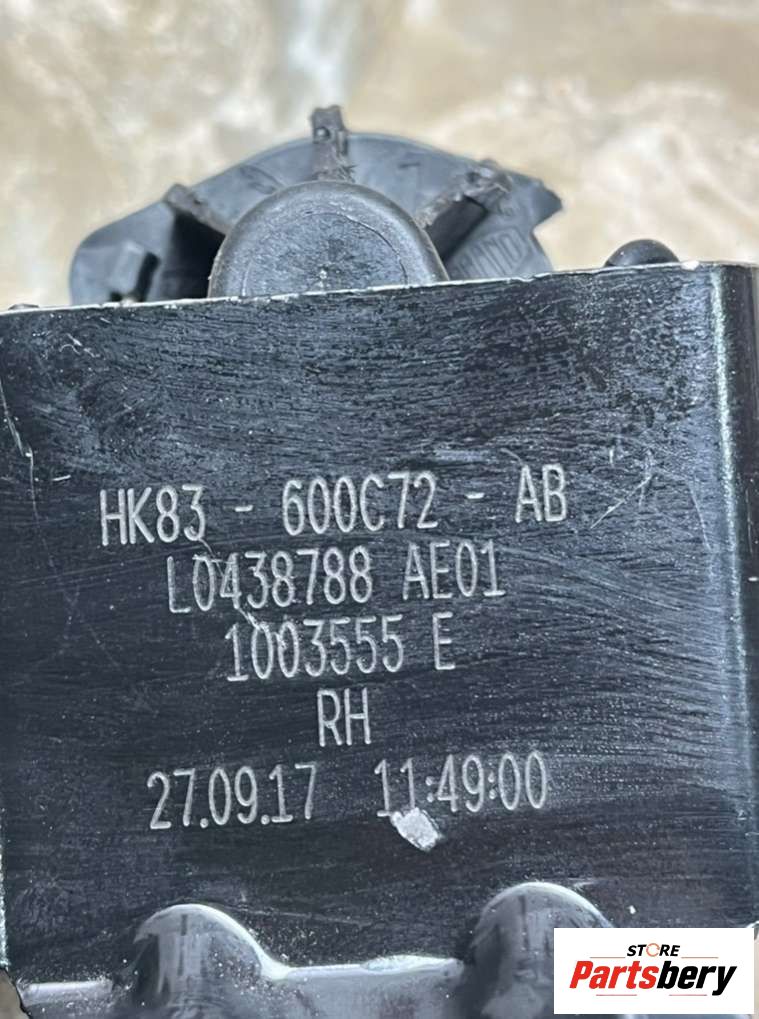 HK83 - 600C72 - AB
L0438788 AE01
1003555 E
RH
27.09.17 11:49:00
STORE
Partsbery